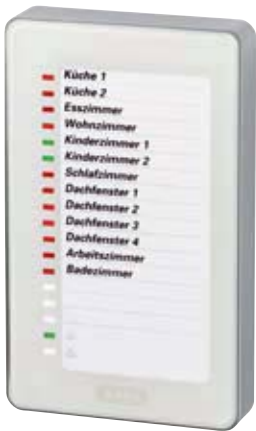 Küche 1
Küche 2
Esszimmer
Wohnzimmer
Kinderzimmer 1
Kinderzimmer 2
Schlafzimmer
Dachfenster 1
Dachfenster 2
Dachfenster 3
Dachfenster 4
Arbeitszimmer
Badezimmer